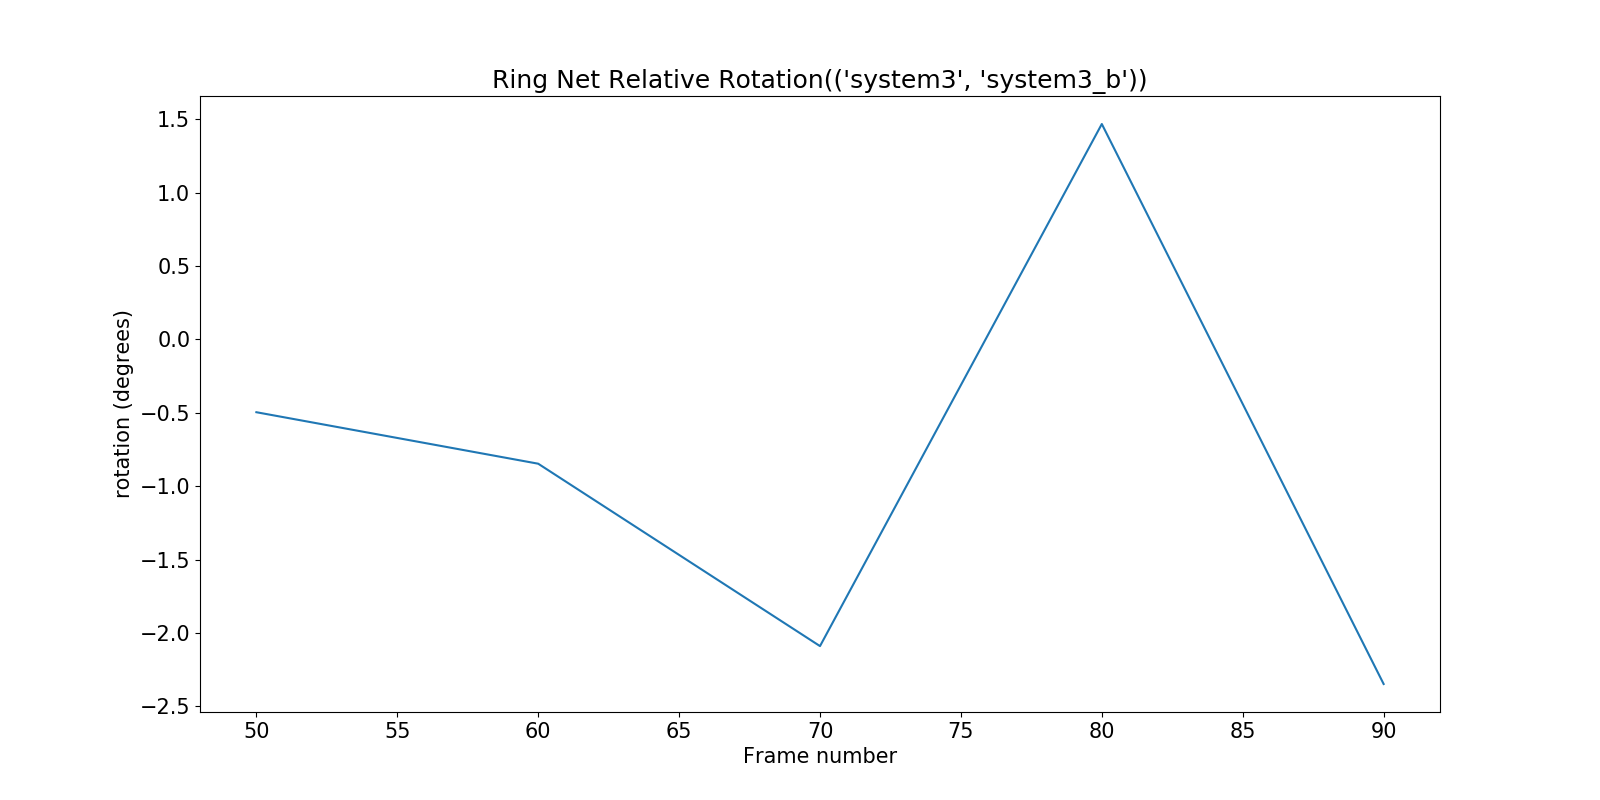 Ring Net Relative Rotation(('system3', 'system3_b'))
1.5
1.0
0.5
0.0
−0.5
−1.0
−1.5
−2.0
−2.5
rotation (degrees)
50 55 60 65 70 75 80 85 90
Frame number